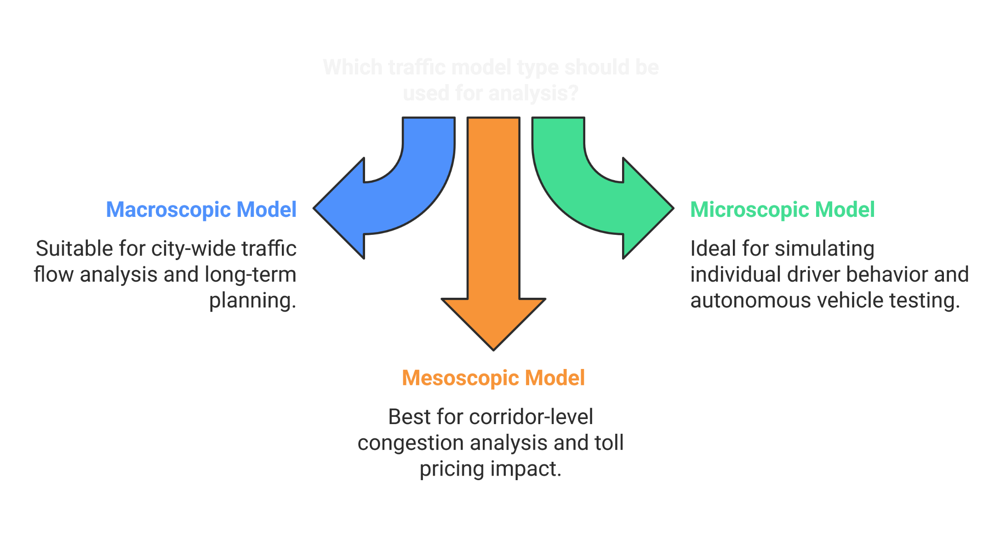 Which traffic model type should be
used for analysis?
Macroscopic Model
Suitable for city-wide traffic
flow analysis and long-term
planning.
Microscopic Model
Ideal for simulating
individual driver behavior and
autonomous vehicle testing.
Mesoscopic Model
Best for corridor-level
congestion analysis and toll
pricing impact.